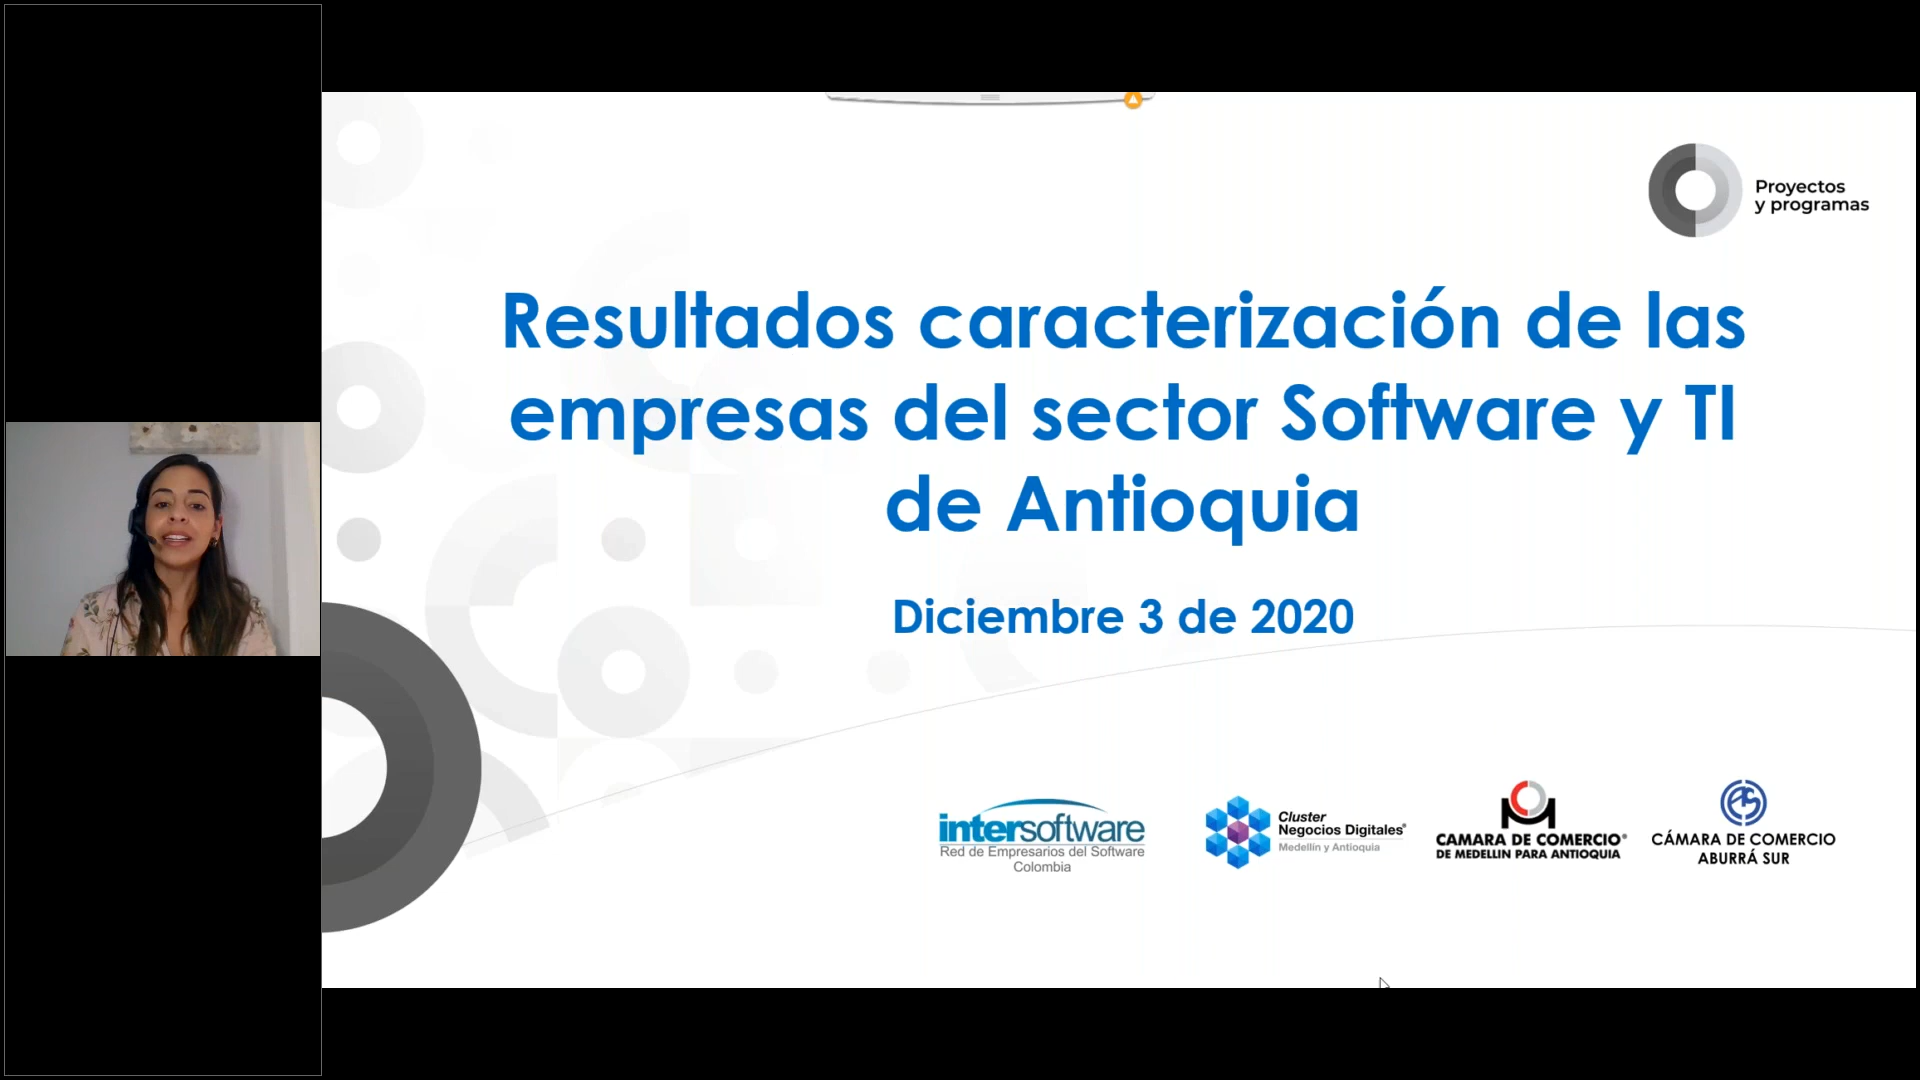 Proyectos
y programas
Resultados caracterización de las
empresas del sector Software y TI
de Antioquia
Diciembre 3 de 2020
intersoftware
Red de Empresarios del Software
Colombia
Cluster
Negocios Digitales®
Medellín y Antioquia
CAMARA DE COMERCIO®
DE MEDELLIN PARA ANTIOQUIA
CÁMARA DE COMERCIO
ABURRÁ SUR